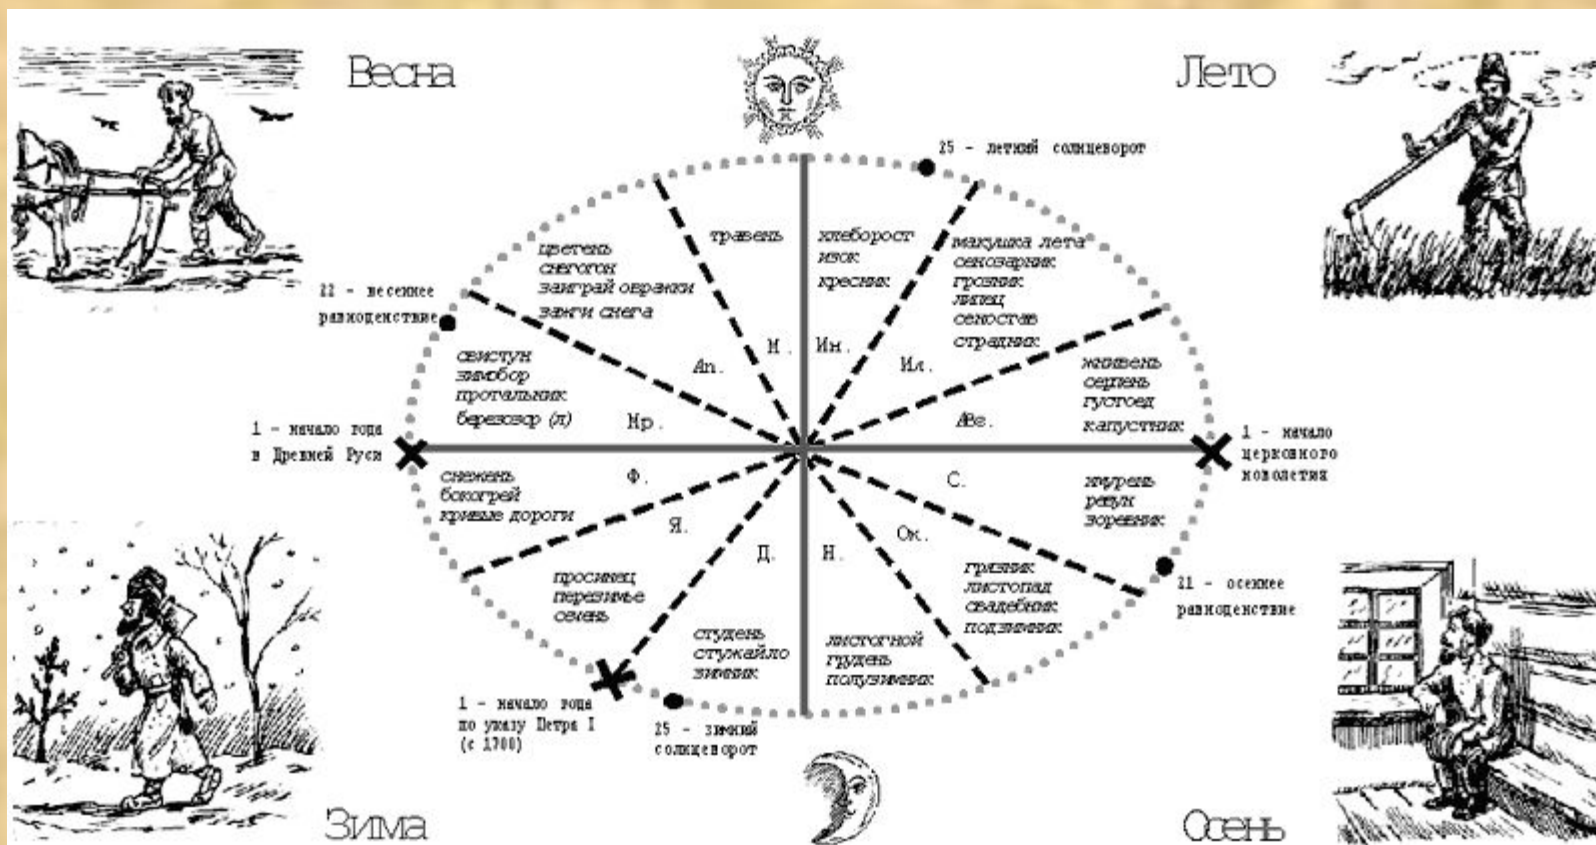 Весна
Лето
25 - летний солнцеворот
травень
хлеборост
изок
кресник
цветень
снегогон
заиграй овражки
зажги снега
макушка лета
сенозарник
грозник
липец
сеностав
страдник
22 - весеннее
равноденствие
М.
Ин.
Ап.
Ил.
свистун
зимобор
протальник
березозор (л)
жнивень
серпень
густоед
капустник
Мр.
Авг.
1 - начало года
в Древней Руси
1 - начало
церковного
новолетия
снежень
бокогрей
кривые дороги
Ф.
С.
хмурень
ревун
зоревник
Я.
Д.
Н.
Ок.
просинец
перезимье
сечень
грязник
листопад
свадебник
подзимник
21 - осеннее
равноденствие
студень
стужайло
зимник
листогной
грудень
полузимник
1 - начало года
по указу Петра I
(с 1700)
25 - зимний
солнцеворот
Зима
Осень